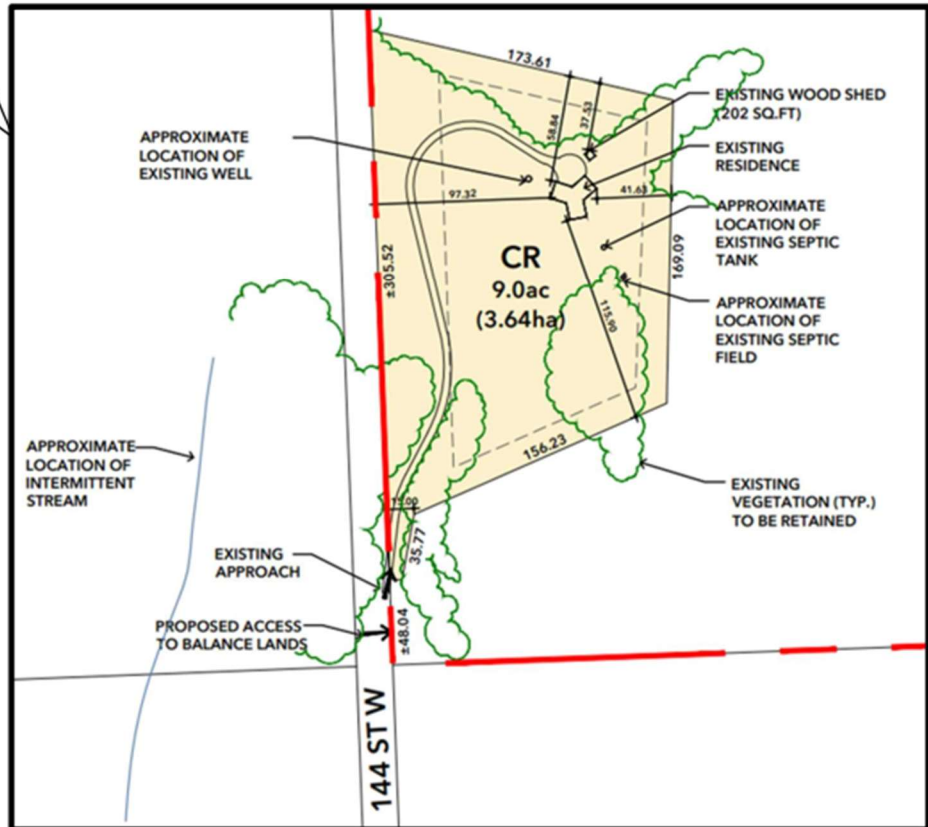 173.61
EXISTING WOOD SHED
(202 SQ.FT)
58.84
37.53
APPROXIMATE
LOCATION OF
EXISTING WELL
EXISTING
RESIDENCE
97.32
41.63
APPROXIMATE
LOCATION OF
EXISTING SEPTIC
TANK
±305.52
CR
9.0ac
(3.64ha)
169.09
115.90
APPROXIMATE
LOCATION OF
EXISTING SEPTIC
FIELD
156.23
APPROXIMATE
LOCATION OF
INTERMITTENT
STREAM
EXISTING
VEGETATION (TYP.)
TO BE RETAINED
15.00
35.77
EXISTING
APPROACH
PROPOSED ACCESS
TO BALANCE LANDS
±48.04
144 ST W